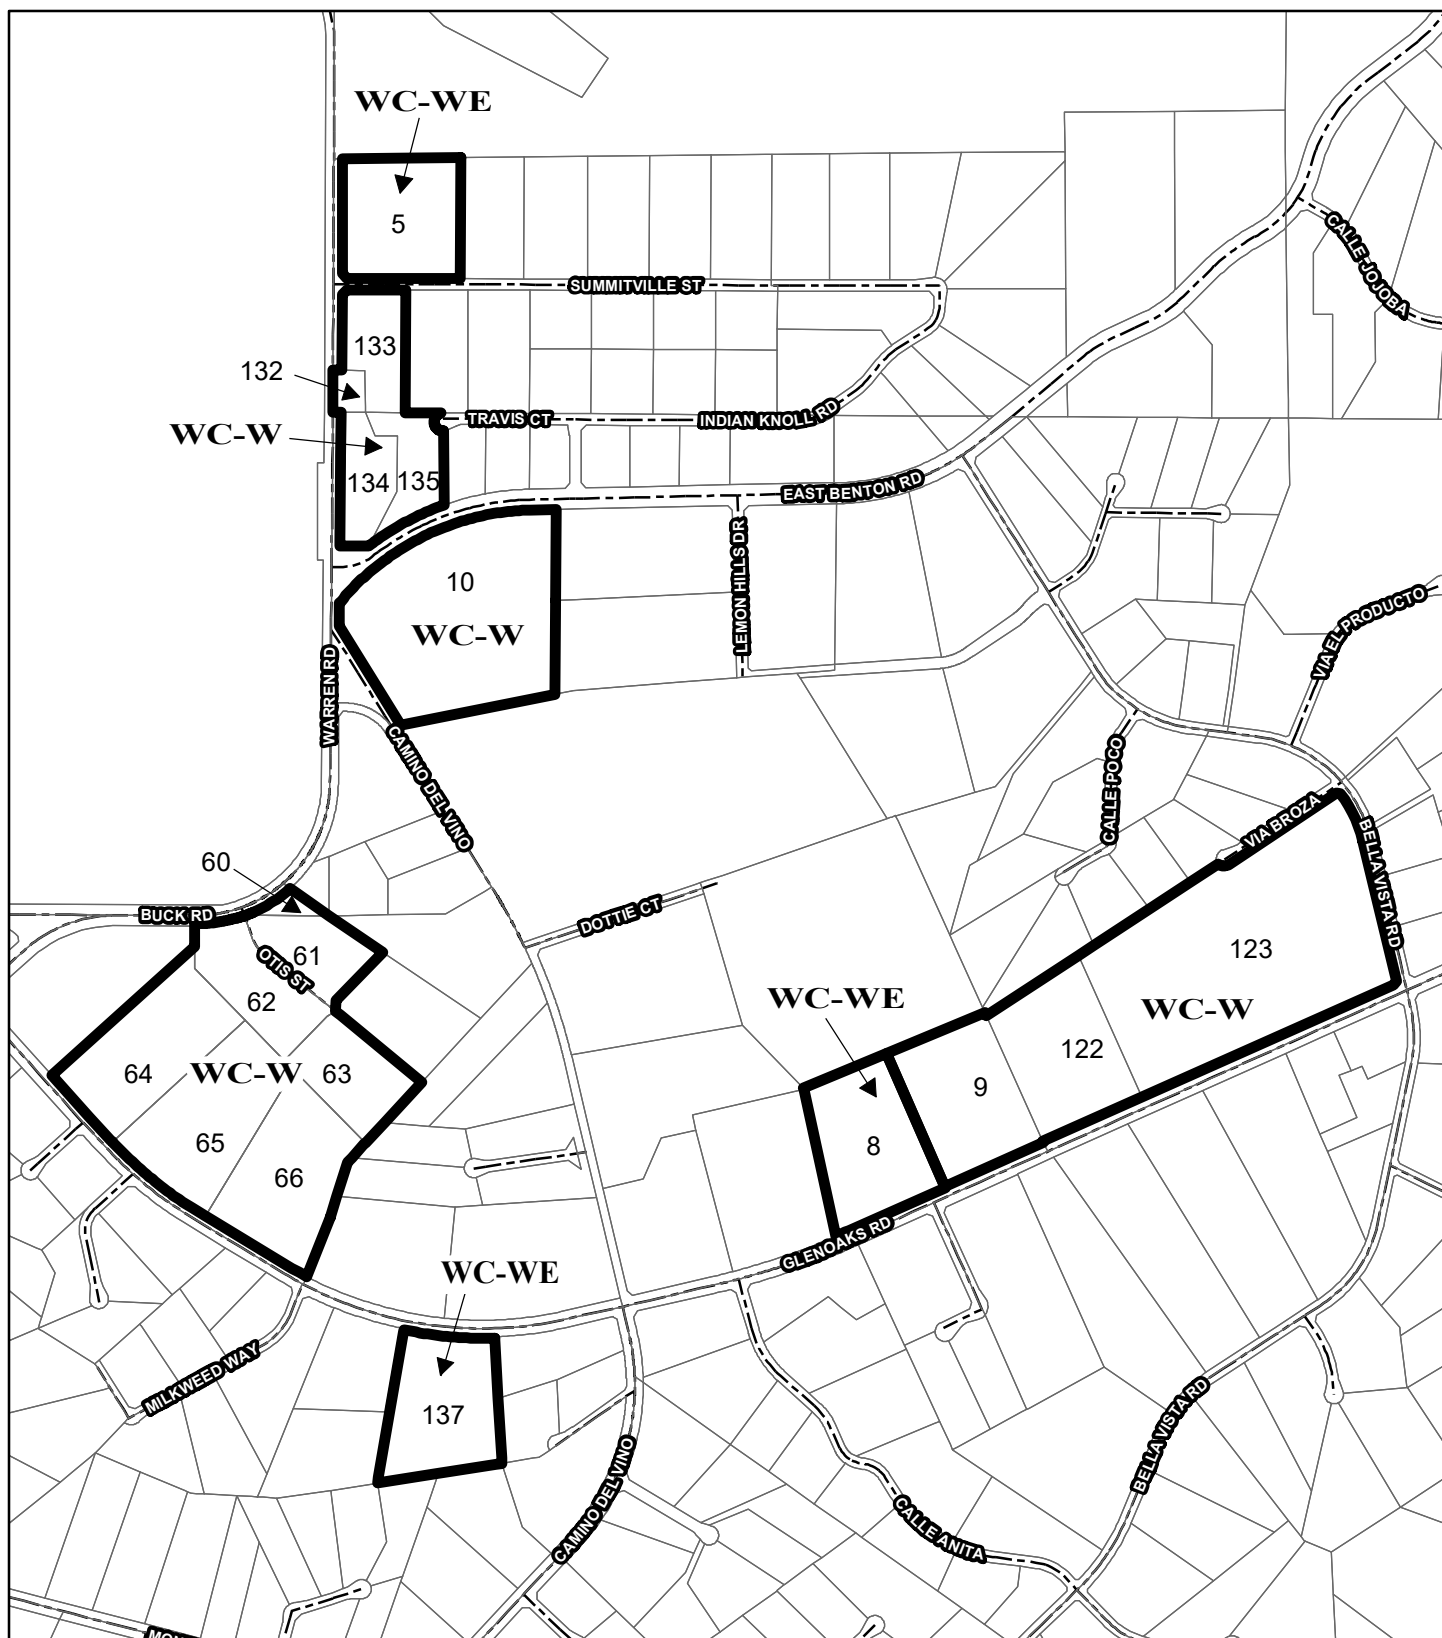 WC-WE
5
CALLE JOJOBA
SUMMITVILLE ST
133
132
TRAVIS CT
INDIAN KNOLL RD
WC-W
134
135
EAST BENTON RD
LEMON HILLS DR
10
WC-W
VIA EL PRODUCTO
WARREN RD
CAMINO DEL VINO
CALLE POCO
VIA BROZA
BELLA VISTA RD
60
BUCK RD
DOTTIE CT
61
OTIS ST
62
123
WC-WE
WC-W
64
WC-W
63
122
9
65
8
66
GLENOAKS RD
WC-WE
MILKWEED WAY
137
BELLA VISTA RD
CAMINO DEL VINO
CALLE ANITA